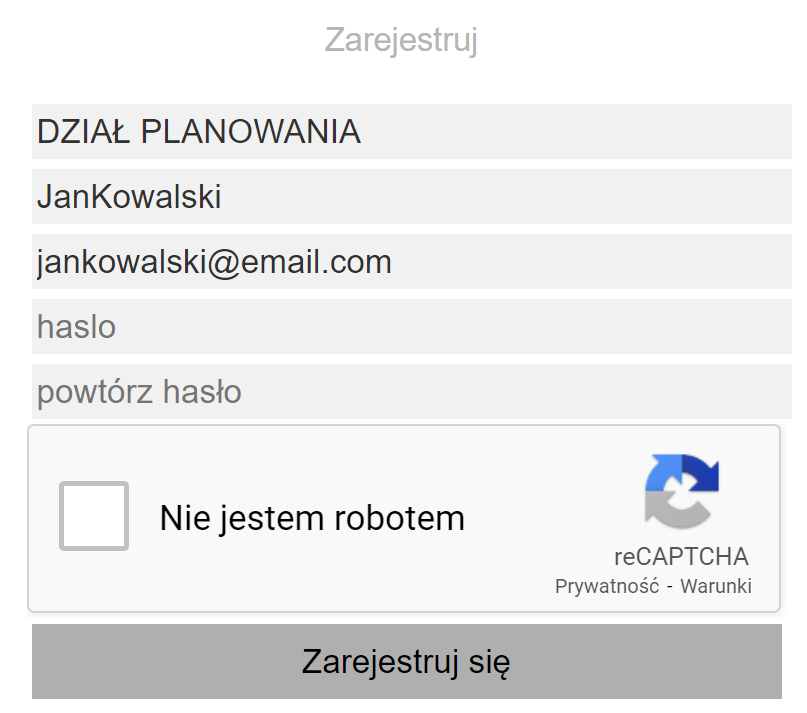 Zarejestruj
DZIAŁ PLANOWANIA
JanKowalski
jankowalski@email.com
haslo
powtórz hasło
Nie jestem robotem
reCAPTCHA
Prywatność - Warunki
Zarejestruj się